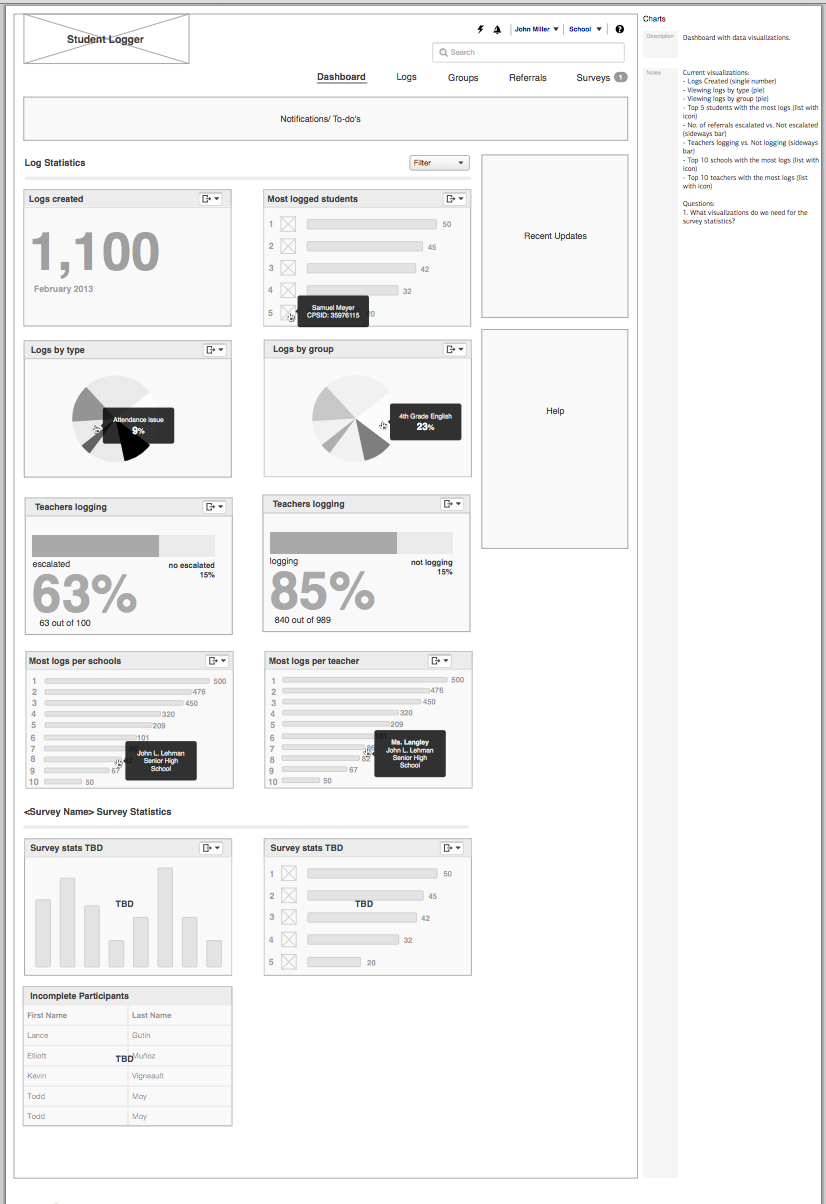 Student Logger
John Miller
School
Search
Dashboard
Logs
Groups
Referrals
Surveys
1
Notifications/ To-do's
Log Statistics
Filter
Logs created
1,100
February 2013
Most logged students
1
50
2
45
3
42
4
32
5
Samuel Meyer
CPSID: 35976115
20
Recent Updates
Logs by type
Attendance issue
9%
Logs by group
4th Grade English
23%
Help
Teachers logging
escalated
no escalated
15%
63%
63 out of 100
Teachers logging
logging
not logging
15%
85%
840 out of 989
Most logs per schools
1
500
2
476
3
450
4
320
5
209
6
101
7
8
9
67
10
50
John L. Lehman
Senior High
School
Most logs per teacher
1
500
2
476
3
450
4
320
5
209
6
7
8
82
9
67
10
50
Ms. Langley
John L. Lehman
Senior High
School
<Survey Name> Survey Statistics
Survey stats TBD
TBD
Survey stats TBD
1
50
2
45
TBD
3
42
4
32
5
20
Incomplete Participants
First Name
Last Name
Lance
Gutin
Elliott
Muñoz
TBD
Kevin
Vigneault
Todd
Moy
Todd
Moy
Charts
Description
Dashboard with data visualizations.
Notes
Current visualizations:
- Logs Created (single number)
- Viewing logs by type (pie)
- Viewing logs by group (pie)
- Top 5 students with the most logs (list with
icon)
- No. of referrals escalated vs. Not escalated
(sideways bar)
- Teachers logging vs. Not logging (sideways
bar)
- Top 10 schools with the most logs (list with
icon)
- Top 10 teachers with the most logs (list
with icon)
Questions:
1. What visualizations do we need for the
survey statistics?